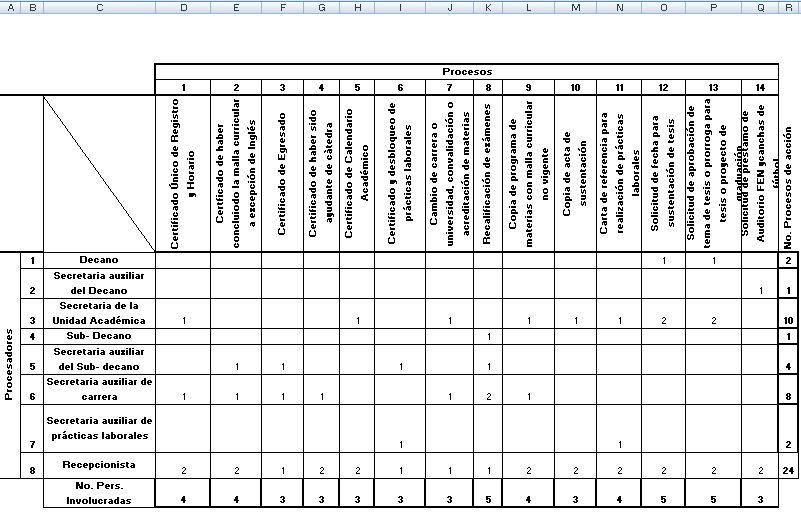 A B C D E F G H I J K L M N O P Q R
Procesos
1 2 3 4 5 6 7 8 9 10 11 12 13 14
Certificado Único de Registro
y Horario
Certficado de haber
concluiodo la malla curricular
a excepción de Inglés
Certificado de Egresado
Certificado de haber sido
ayudante de cátedra
Certificado de Calendario
Académico
Certificado y desbloqueo de
prácticas laborales
Cambio de carrera o
universidad, convalidación o
acreditación de materias
Recalificación de exámenes
Copia de programa de
materias con malla curricular
no vigente
Copia de acta de
sustentación
Carta de referencia para
realización de prácticas
laborales
Solicitud de fecha para
sustentación de tesis
Solicitud de aprobación de
tema de tesis o prorroga para
tesis o proyecto de
graduación
Solicitud de préstamo de
Auditorio FEN y canchas de
fútbol
No. Procesos de acción
Procesadores
1 Decano 1 1 2
Secretaria auxiliar
2 del Decano 1 1
Secretaria de la
3 Unidad Académica 1 1 1 1 1 1 2 2 10
4 Sub- Decano 1 1
Secretaria auxiliar
5 del Sub- decano 1 1 1 1 4
Secretaria auxiliar de
6 carrera 1 1 1 1 1 2 1 8
Secretaria auxiliar de
prácticas laborales
7 1 1 2
8 Recepcionista 2 2 1 2 2 1 1 1 2 2 2 2 2 2 24
No. Pers.
Involucradas 4 4 3 3 3 3 3 5 4 3 4 5 5 3